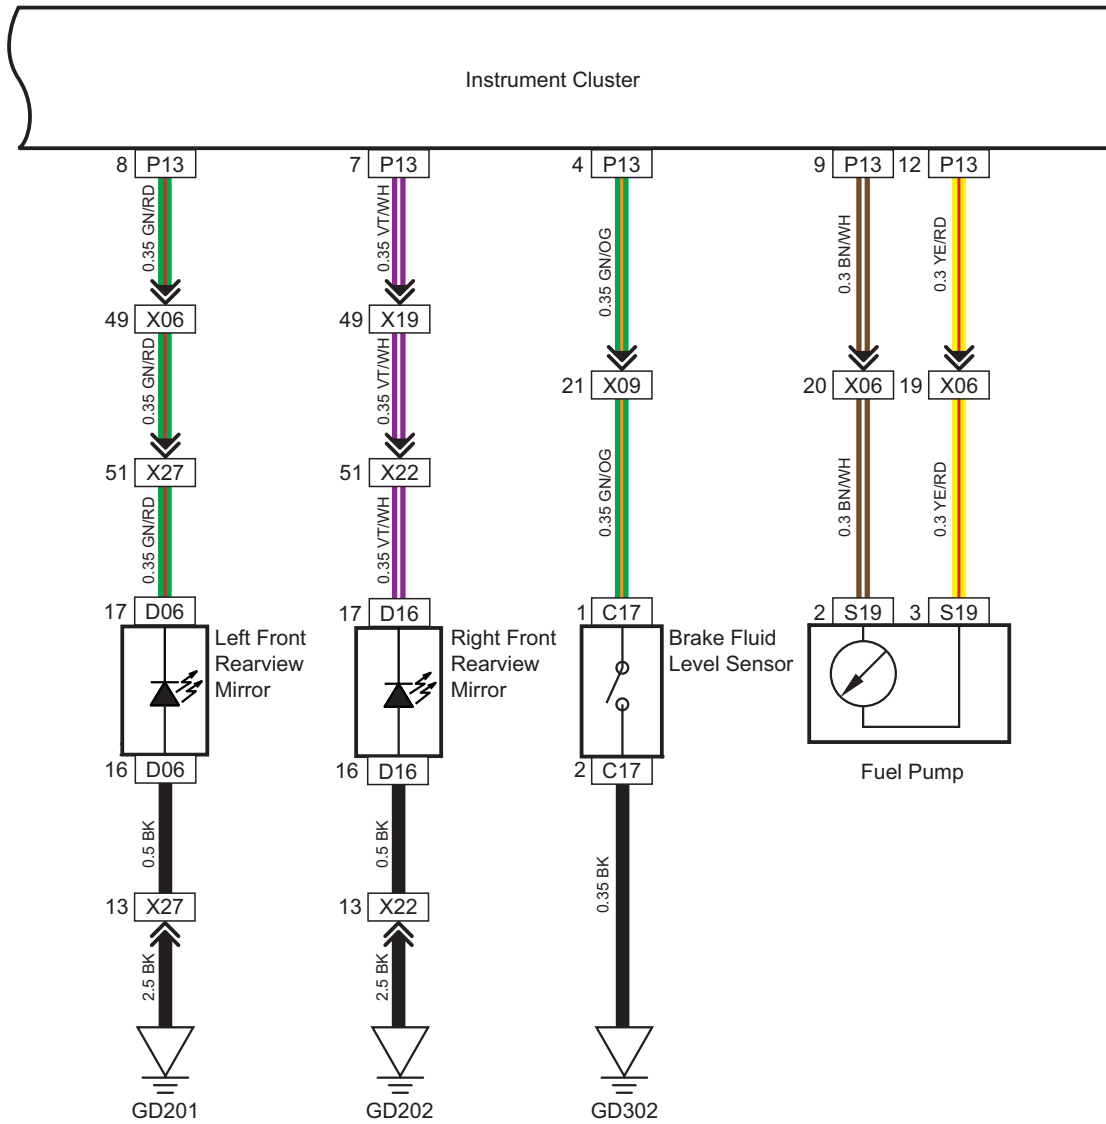 Instrument Cluster
8 P13
7 P13
4 P13
9 P13
12 P13
0.35 GN/RD
0.35 VT/WH
0.35 GN/OG
0.3 BN/WH
0.3 YE/RD
49 X06
49 X19
21 X09
20 X06
19 X06
0.35 GN/RD
0.35 VT/WH
0.35 GN/OG
0.3 BN/WH
0.3 YE/RD
51 X27
51 X22
0.35 GN/RD
0.35 VT/WH
17 D06
17 D16
1 C17
2 S19
3 S19
Left Front
Rearview
Mirror
Right Front
Rearview
Mirror
Brake Fluid
Level Sensor
Fuel Pump
16 D06
16 D16
2 C17
0.5 BK
0.5 BK
0.35 BK
13 X27
13 X22
2.5 BK
2.5 BK
GD201
GD202
GD302